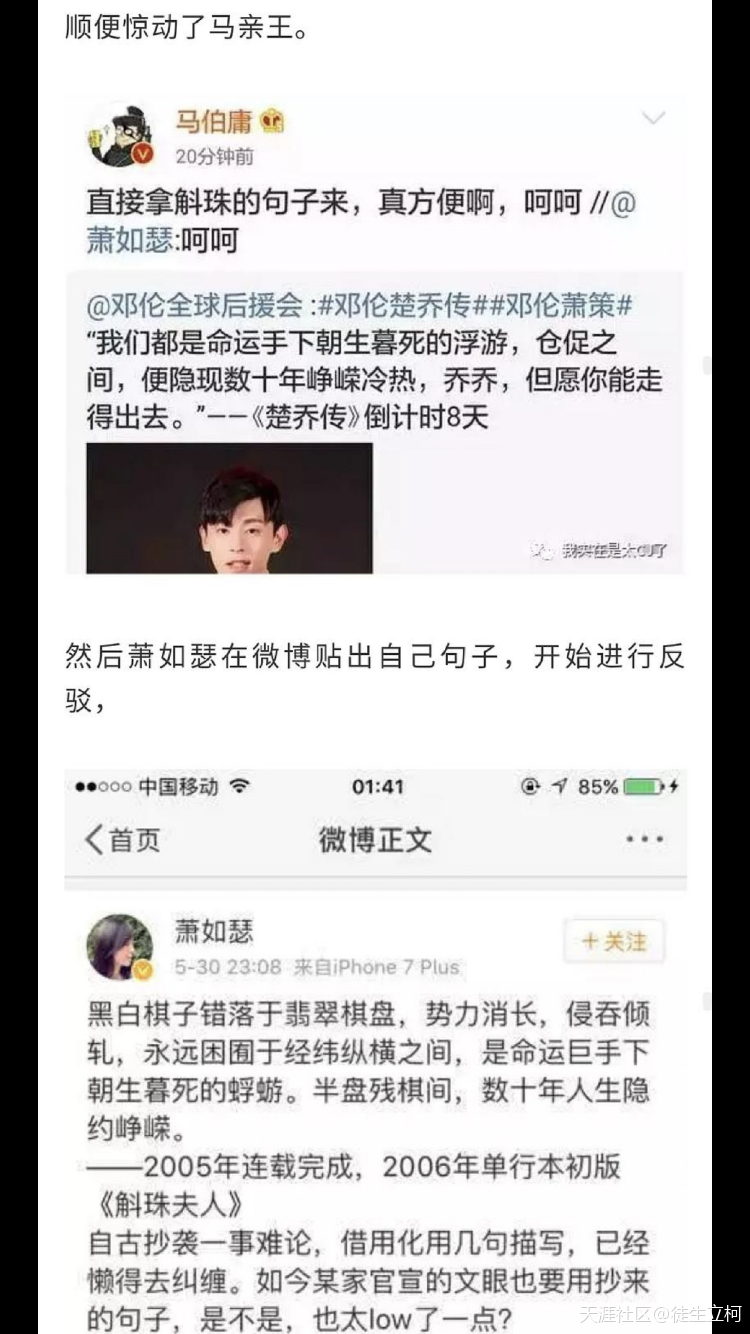 顺便惊动了马亲王。
马伯庸
20分钟前
直接拿斛珠的句子来，真方便啊，呵呵 //@
萧如瑟:呵呵
@邓伦全球后援会 :#邓伦楚乔传##邓伦萧策#
“我们都是命运手下朝生暮死的浮游，仓促之
间，便隐现数十年峥嵘冷热，乔乔，但愿你能走
得出去。”——《楚乔传》倒计时8天
我实在是太CJ了
然后萧如瑟在微博贴出自己句子，开始进行反
驳，
中国移动 01:41 85%
首页 微博正文
萧如瑟
+关注
5-30 23:08 来自iPhone 7 Plus
黑白棋子错落于翡翠棋盘，势力消长，侵吞倾
轧，永远困囿于经纬纵横之间，是命运巨手下
朝生暮死的蜉蝣。半盘残棋间，数十年人生隐
约峥嵘。
——2005年连载完成，2006年单行本初版
《斛珠夫人》
自古抄袭一事难论，借用化用几句描写，已经
懒得去纠缠。如今某家官宣的文眼也要用抄来
的句子，是不是，也太low了一点？
天涯社区@徒生立柯